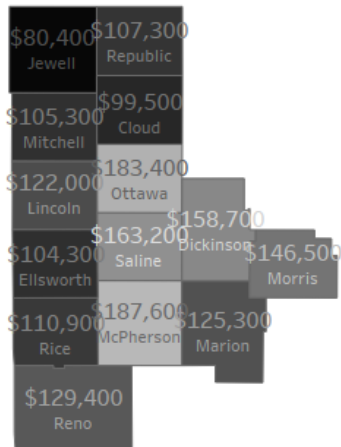 $80,400
Jewell
$107,300
Republic
$105,300
Mitchell
$99,500
Cloud
$122,000
Lincoln
$183,400
Ottawa
$104,300
Ellsworth
$163,200
Saline
$158,700
Dickinson
$146,500
Morris
$110,900
Rice
$187,600
McPherson
$125,300
Marion
$129,400
Reno